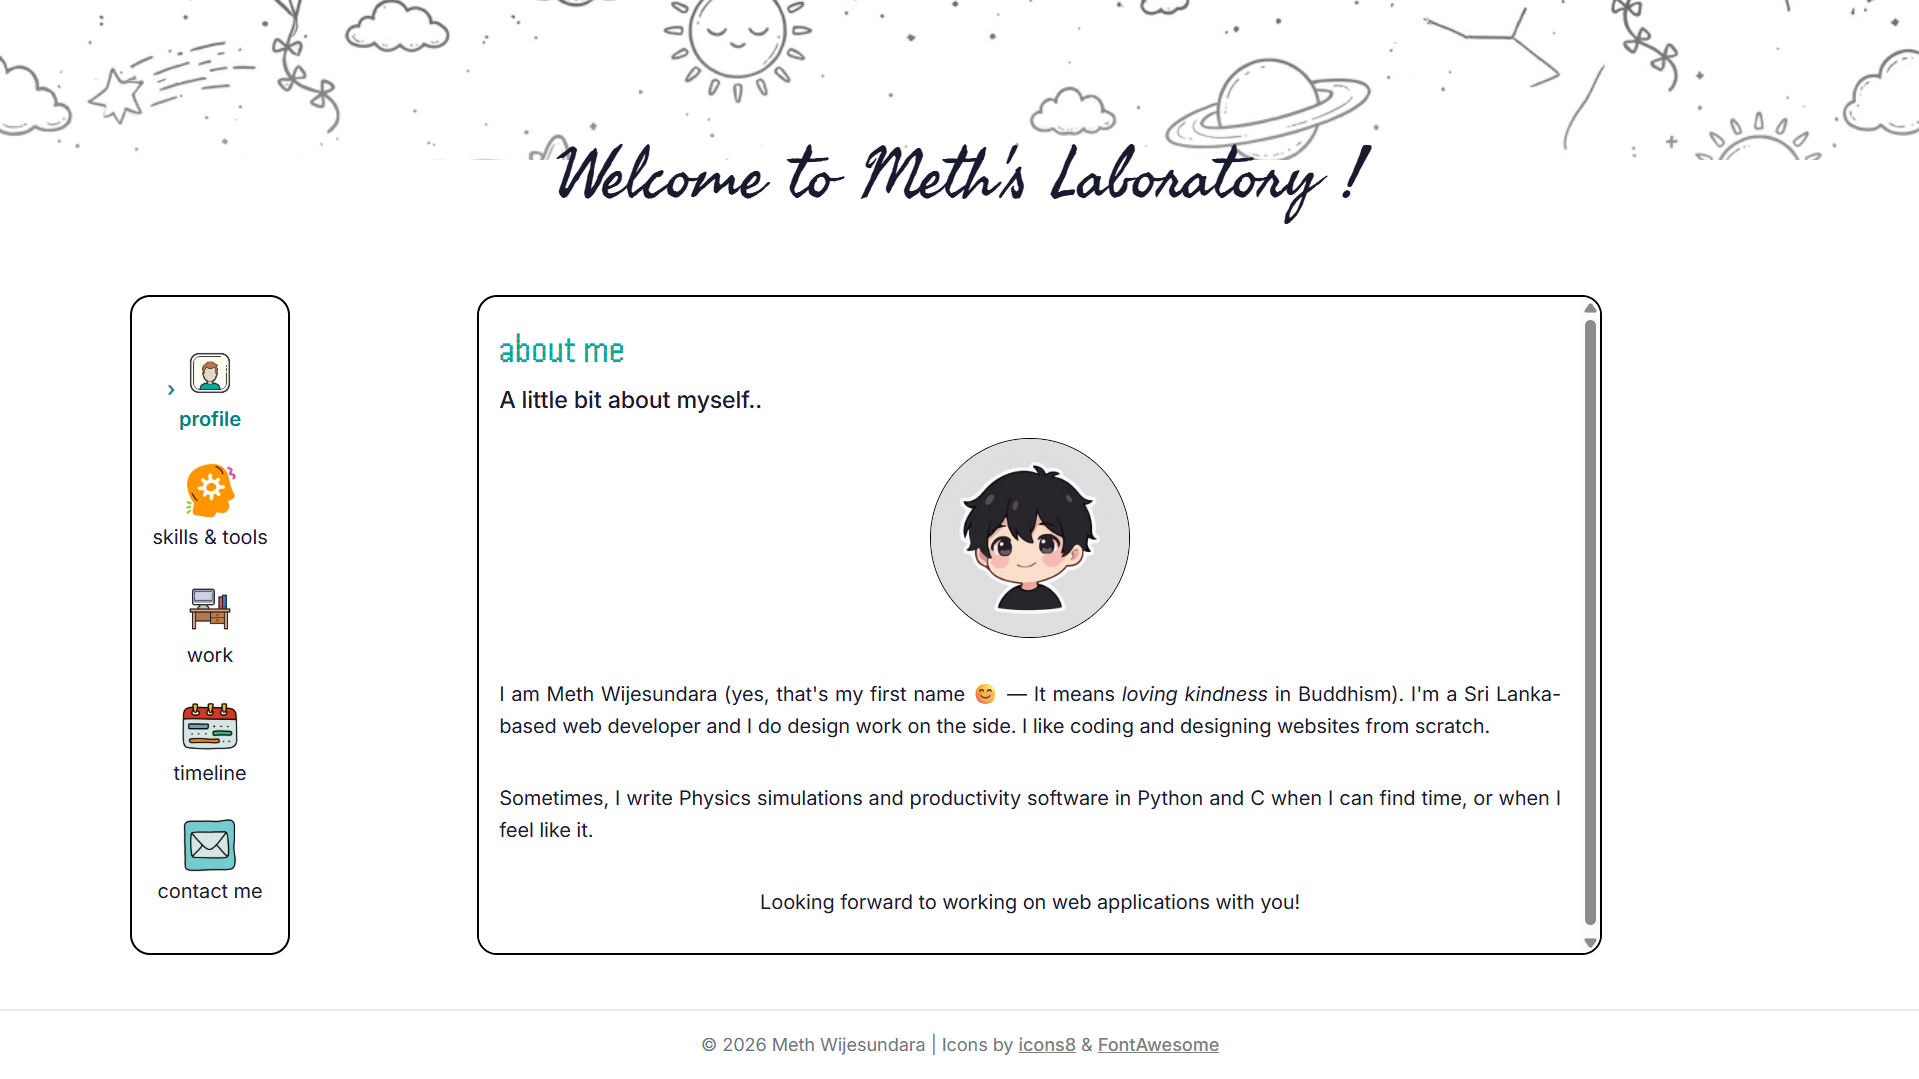 Welcome to Meth's Laboratory !
› profile
skills & tools
work
timeline
contact me
about me
A little bit about myself..
I am Meth Wijesundara (yes, that's my first name 😊 — It means loving kindness in Buddhism). I'm a Sri Lanka-
based web developer and I do design work on the side. I like coding and designing websites from scratch.
Sometimes, I write Physics simulations and productivity software in Python and C when I can find time, or when I
feel like it.
Looking forward to working on web applications with you!
© 2026 Meth Wijesundara | Icons by icons8 & FontAwesome